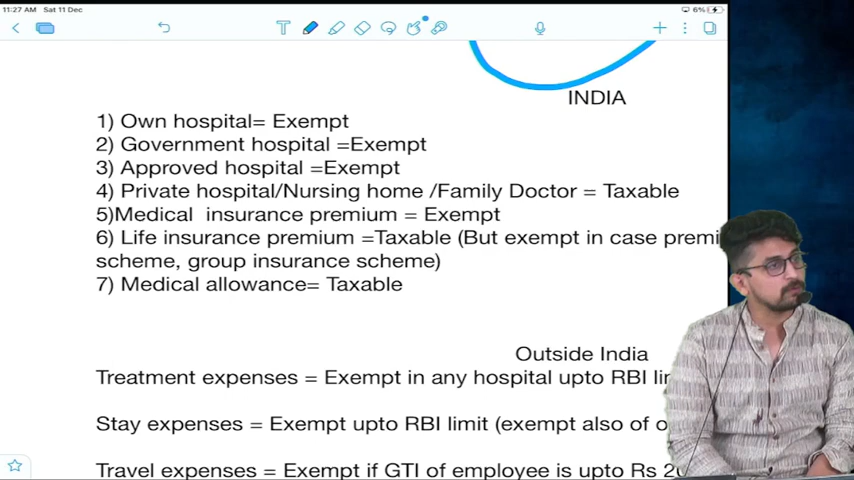 11:27 AM Sat 11 Dec
6%
T
INDIA
1) Own hospital= Exempt
2) Government hospital =Exempt
3) Approved hospital =Exempt
4) Private hospital/Nursing home /Family Doctor = Taxable
5)Medical insurance premium = Exempt
6) Life insurance premium =Taxable (But exempt in case
scheme, group insurance scheme)
7) Medical allowance= Taxable
Outside India
Treatment expenses = Exempt in any hospital upto RBI
Stay expenses = Exempt upto RBI limit (exempt also of
Travel expenses = Exempt if GTI of employee is upto Rs